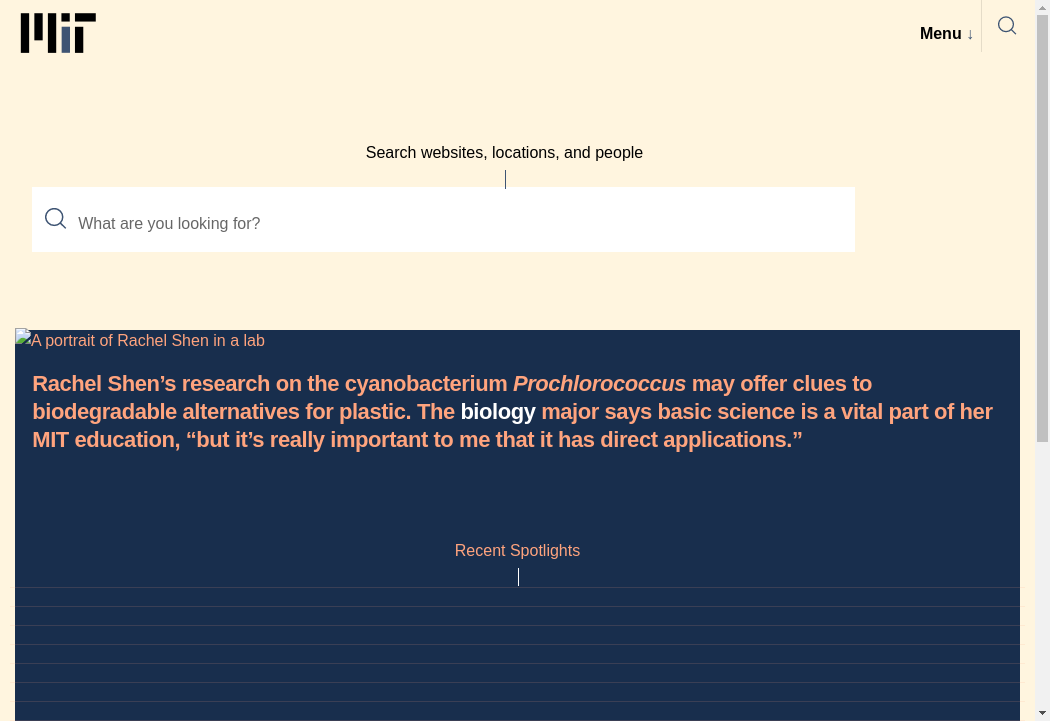 MIT
Menu ↓
Search websites, locations, and people
What are you looking for?
A portrait of Rachel Shen in a lab
Rachel Shen’s research on the cyanobacterium Prochlorococcus may offer clues to
biodegradable alternatives for plastic. The biology major says basic science is a vital part of her
MIT education, “but it’s really important to me that it has direct applications.”
Recent Spotlights